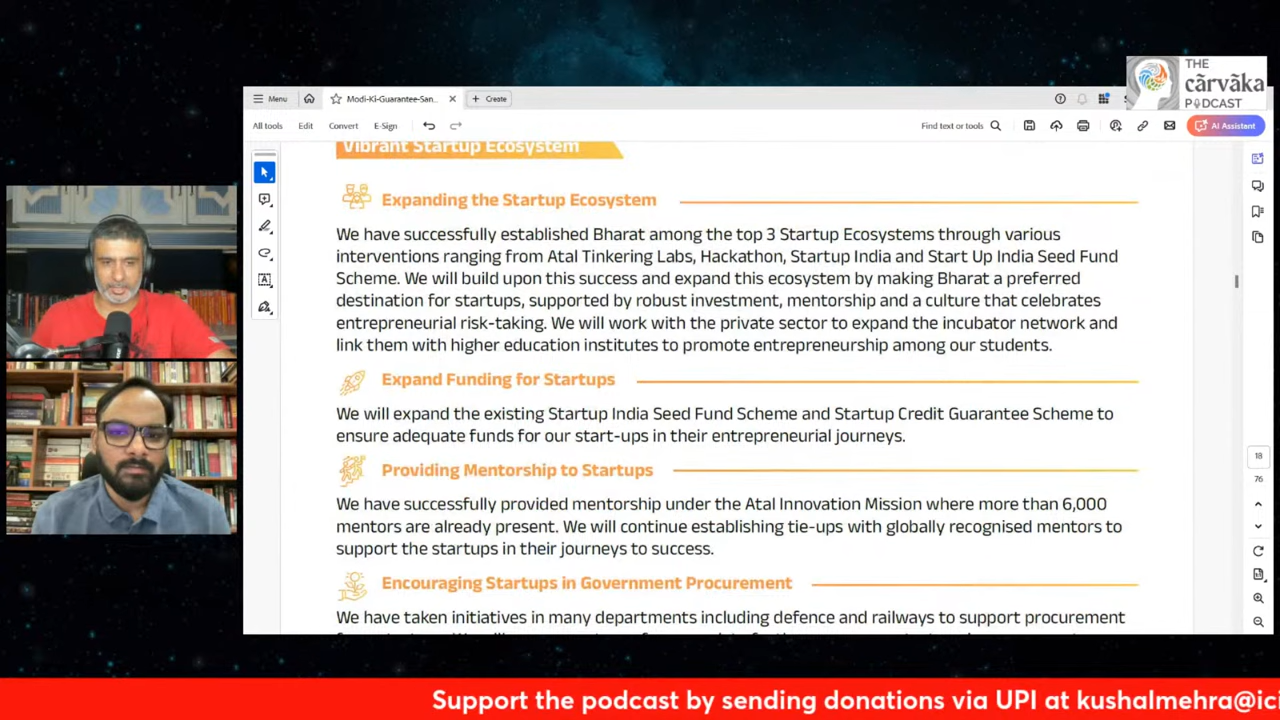 THE
cārvāka
PODCAST
Menu
Modi-Ki-Guarantee-San...
Create
All tools
Edit
Convert
E-Sign
Find text or tools
AI Assistant
Vibrant Startup Ecosystem
Expanding the Startup Ecosystem
We have successfully established Bharat among the top 3 Startup Ecosystems through various
interventions ranging from Atal Tinkering Labs, Hackathon, Startup India and Start Up India Seed Fund
Scheme. We will build upon this success and expand this ecosystem by making Bharat a preferred
destination for startups, supported by robust investment, mentorship and a culture that celebrates
entrepreneurial risk-taking. We will work with the private sector to expand the incubator network and
link them with higher education institutes to promote entrepreneurship among our students.
Expand Funding for Startups
We will expand the existing Startup India Seed Fund Scheme and Startup Credit Guarantee Scheme to
ensure adequate funds for our start-ups in their entrepreneurial journeys.
Providing Mentorship to Startups
We have successfully provided mentorship under the Atal Innovation Mission where more than 6,000
mentors are already present. We will continue establishing tie-ups with globally recognised mentors to
support the startups in their journeys to success.
Encouraging Startups in Government Procurement
We have taken initiatives in many departments including defence and railways to support procurement
18
76
Support the podcast by sending donations via UPI at kushalmehra@ici